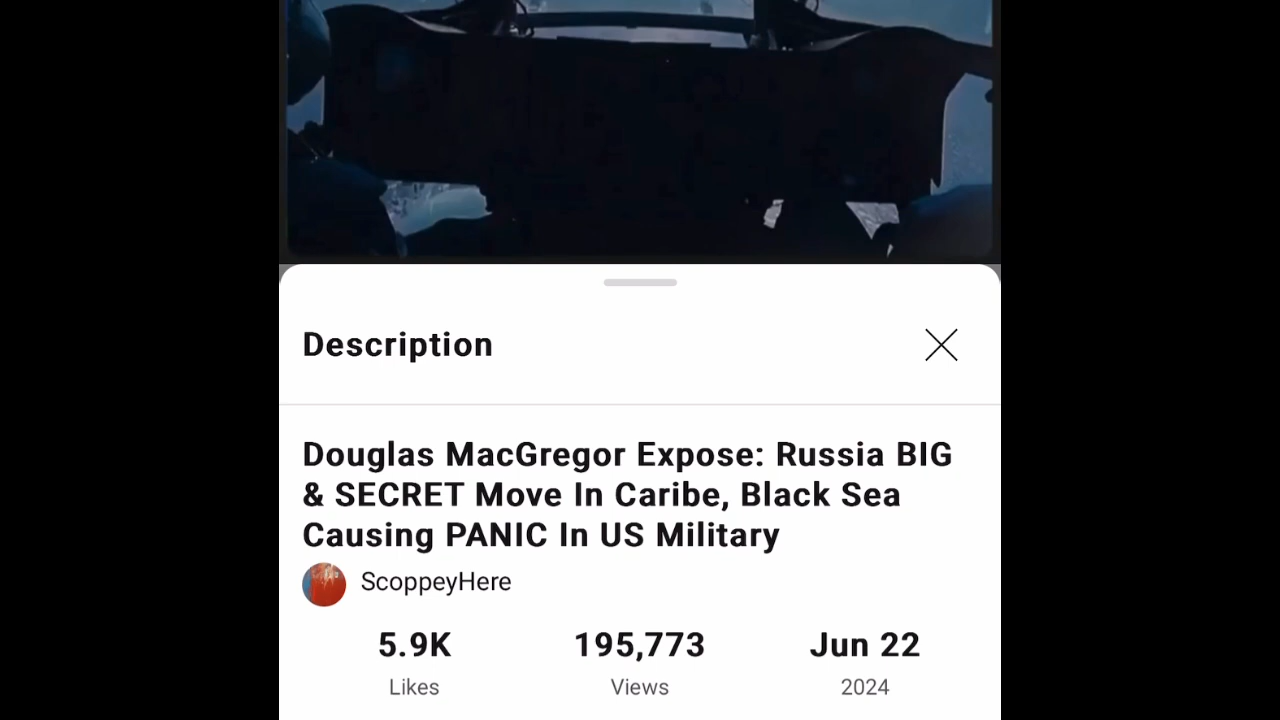 Description
Douglas MacGregor Expose: Russia BIG
& SECRET Move In Caribe, Black Sea
Causing PANIC In US Military
ScoppeyHere
5.9K 195,773 Jun 22
Likes Views 2024